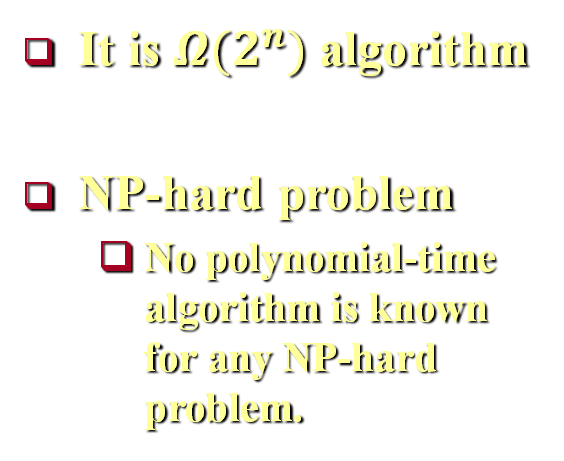 It is Ω(2ⁿ) algorithm
NP-hard problem
No polynomial-time
algorithm is known
for any NP-hard
problem.